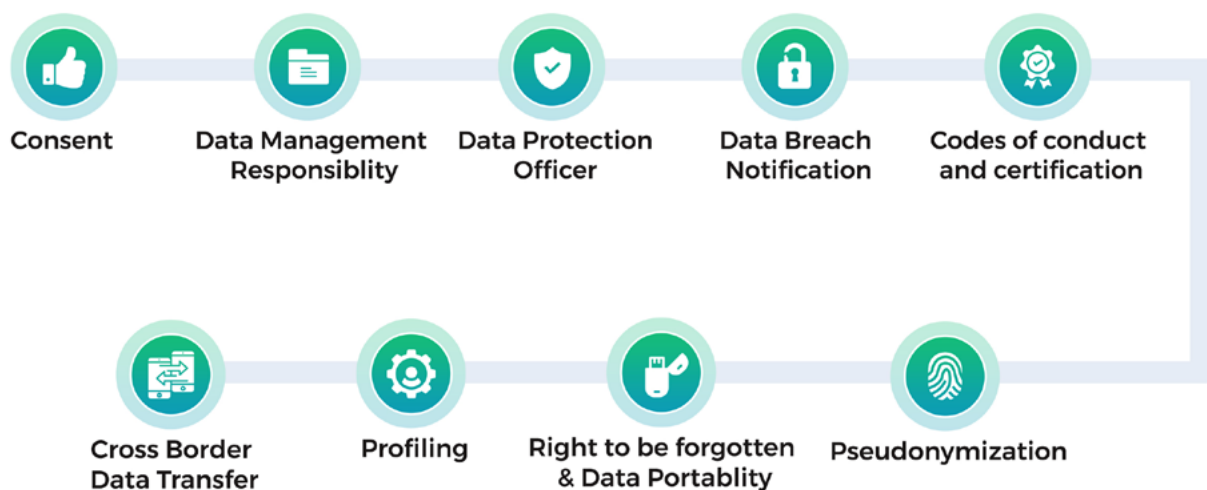 Consent
Data Management
Responsiblity
Data Protection
Officer
Data Breach
Notification
Codes of conduct
and certification
Cross Border
Data Transfer
Profiling
Right to be forgotten
& Data Portablity
Pseudonymization